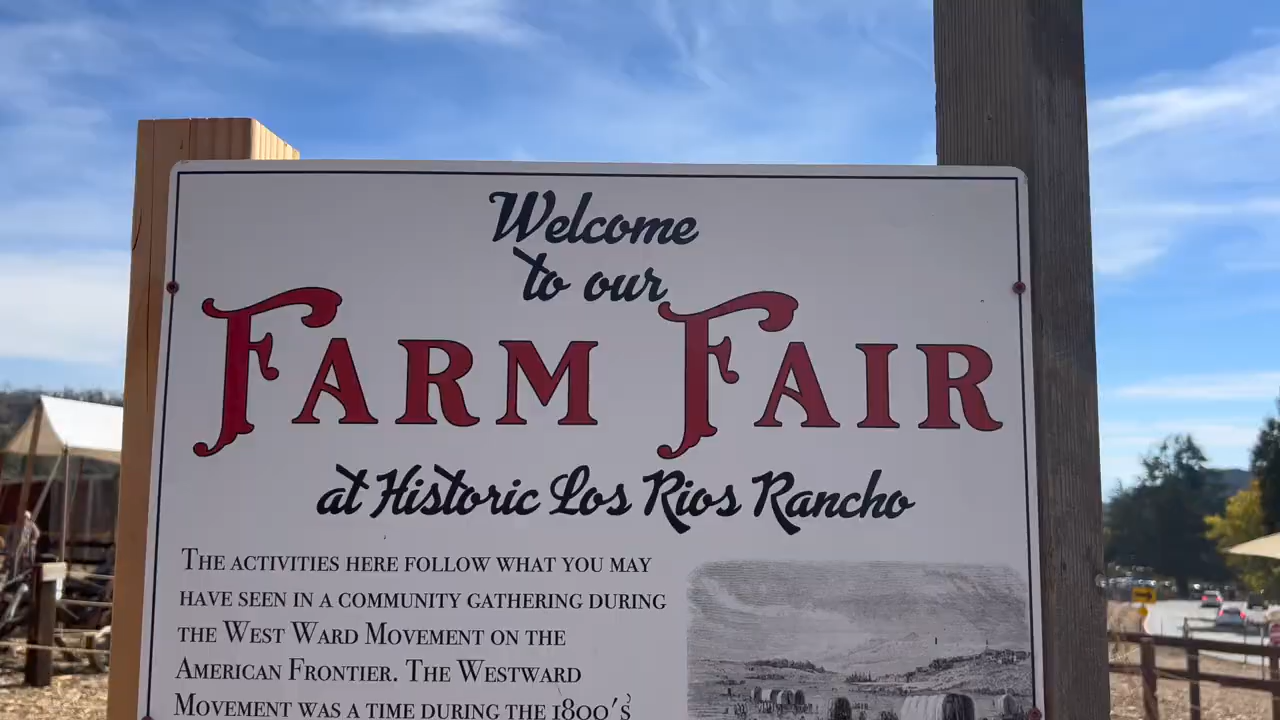 Welcome
to our
FARM FAIR
at Historic Los Rios Rancho
THE ACTIVITIES HERE FOLLOW WHAT YOU MAY
HAVE SEEN IN A COMMUNITY GATHERING DURING
THE WEST WARD MOVEMENT ON THE
AMERICAN FRONTIER. THE WESTWARD
MOVEMENT WAS A TIME DURING THE 1800's